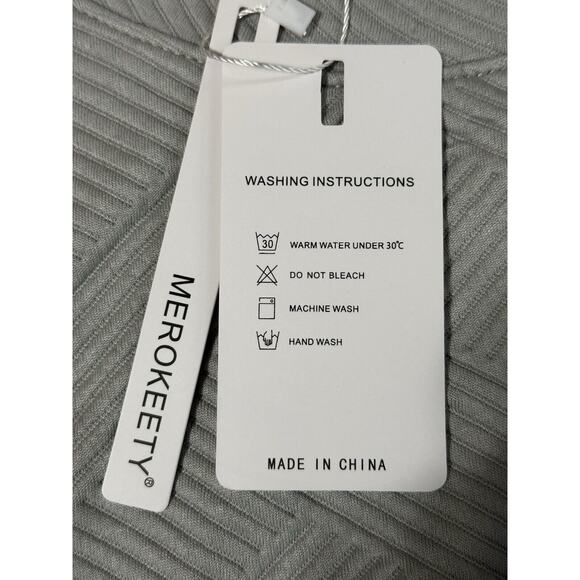 WASHING INSTRUCTIONS
30 WARM WATER UNDER 30℃
DO NOT BLEACH
MACHINE WASH
HAND WASH
MADE IN CHINA
MEROKEETY®